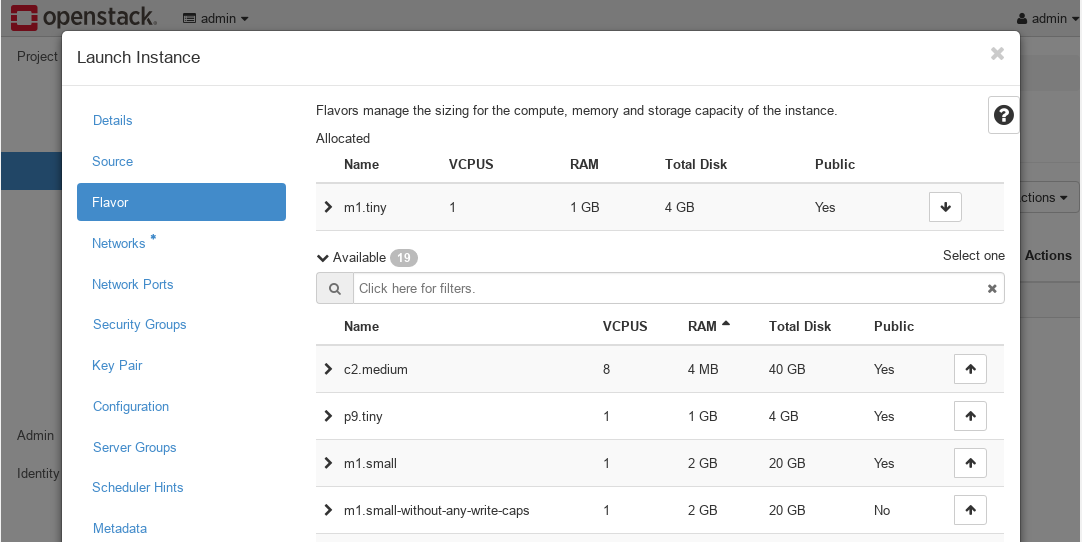 openstack. admin admin
Project
Launch Instance ×
Details
Source
Flavor
Networks *
Network Ports
Security Groups
Key Pair
Configuration
Server Groups
Scheduler Hints
Metadata
Admin
Identity
Flavors manage the sizing for the compute, memory and storage capacity of the instance.
Allocated
Name VCPUS RAM Total Disk Public
m1.tiny 1 1 GB 4 GB Yes
Available 19 Select one
Click here for filters.
Name VCPUS RAM Total Disk Public
c2.medium 8 4 MB 40 GB Yes
p9.tiny 1 1 GB 4 GB Yes
m1.small 1 2 GB 20 GB Yes
m1.small-without-any-write-caps 1 2 GB 20 GB No
ctions
Actions